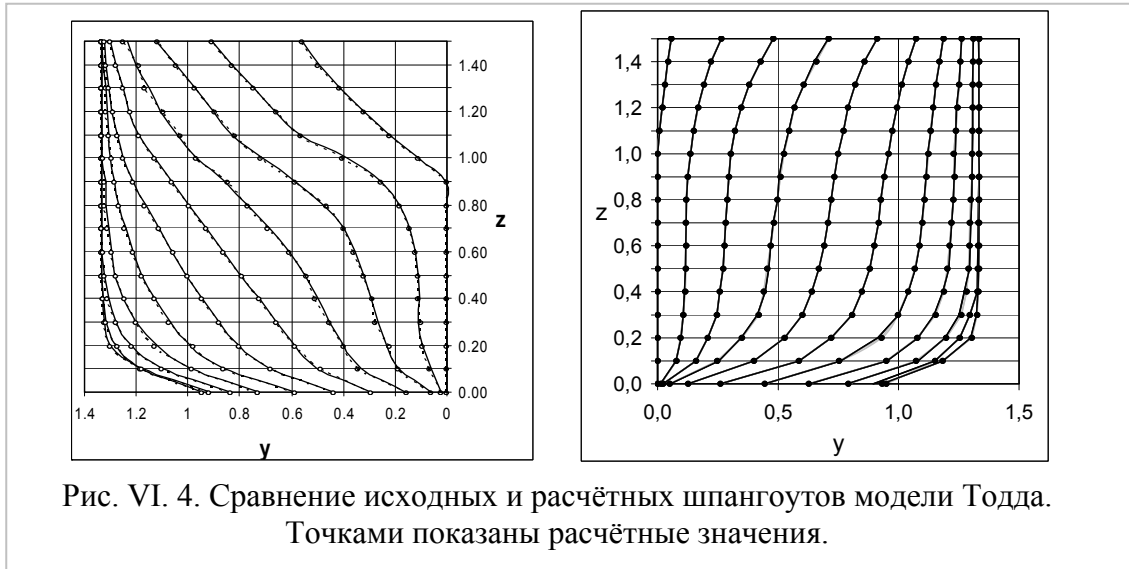 1.40
1.20
1.00
0.80
0.60
0.40
0.20
0.00
z
1.4 1.2 1 0.8 0.6 0.4 0.2 0
y
1,4
1,2
1,0
0,8
0,6
0,4
0,2
0,0
z
0,0 0,5 1,0 1,5
y
Рис. VI. 4. Сравнение исходных и расчётных шпангоутов модели Тодда.
Точками показаны расчётные значения.